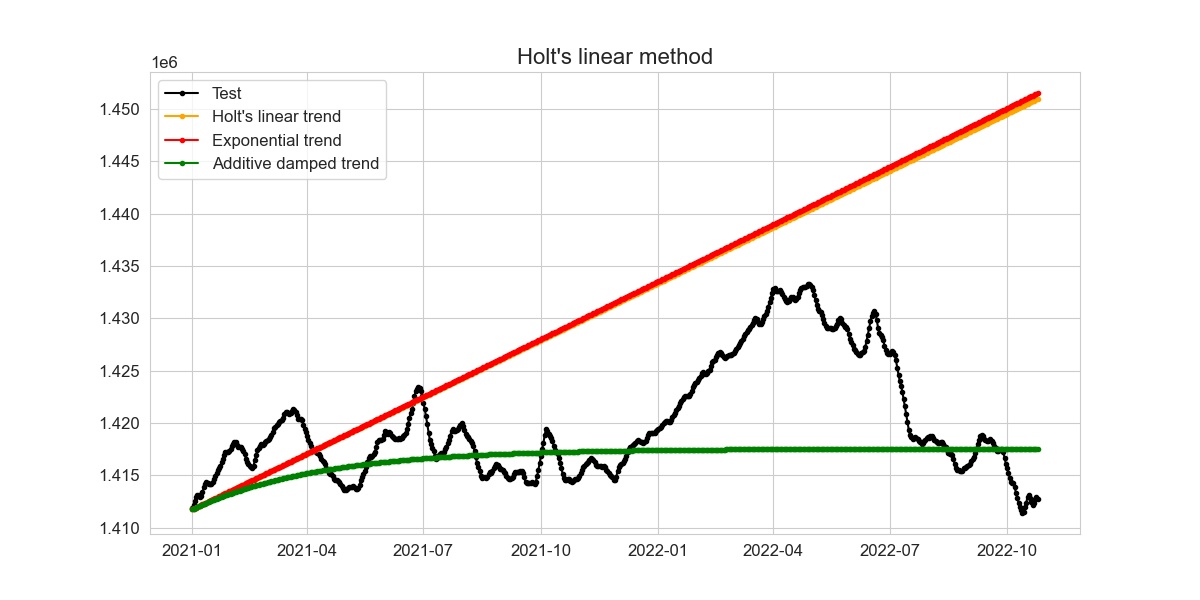 Holt's linear method
1e6
Test
Holt's linear trend
Exponential trend
Additive damped trend
1.450
1.445
1.440
1.435
1.430
1.425
1.420
1.415
1.410
2021-01 2021-04 2021-07 2021-10 2022-01 2022-04 2022-07 2022-10